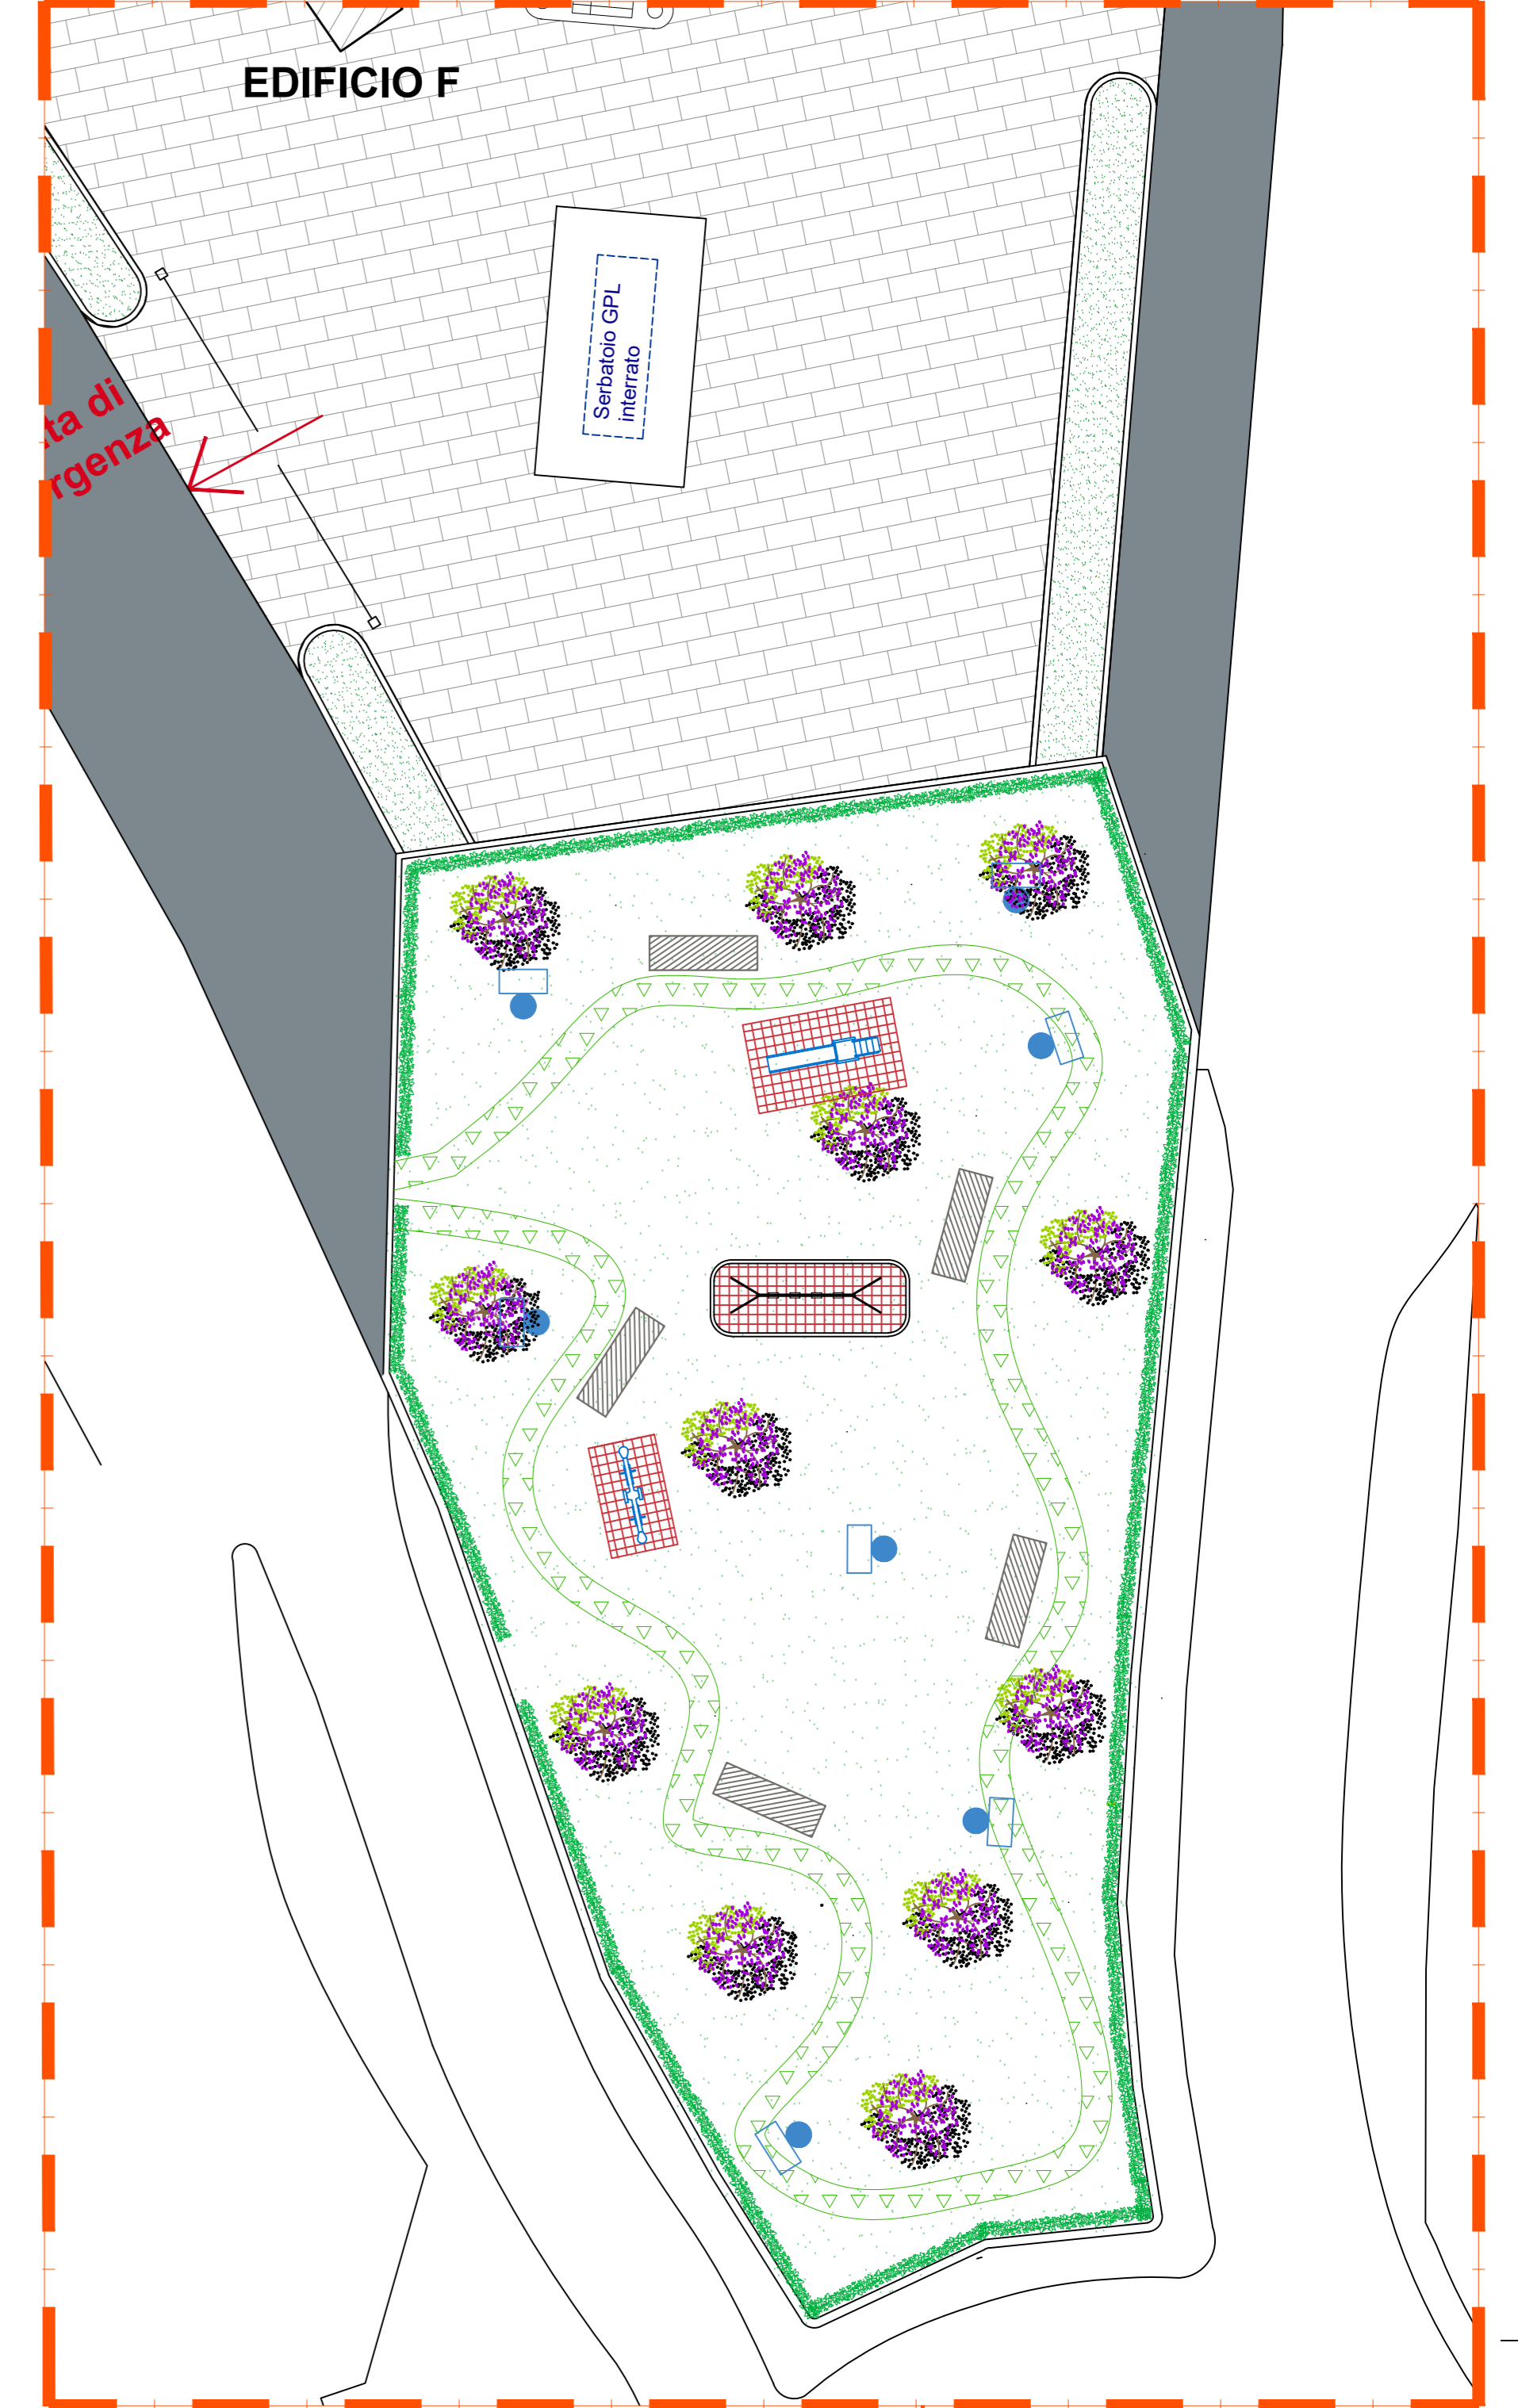 EDIFICIO F
Serbatoio GPL
interrato
ta di
rgenza